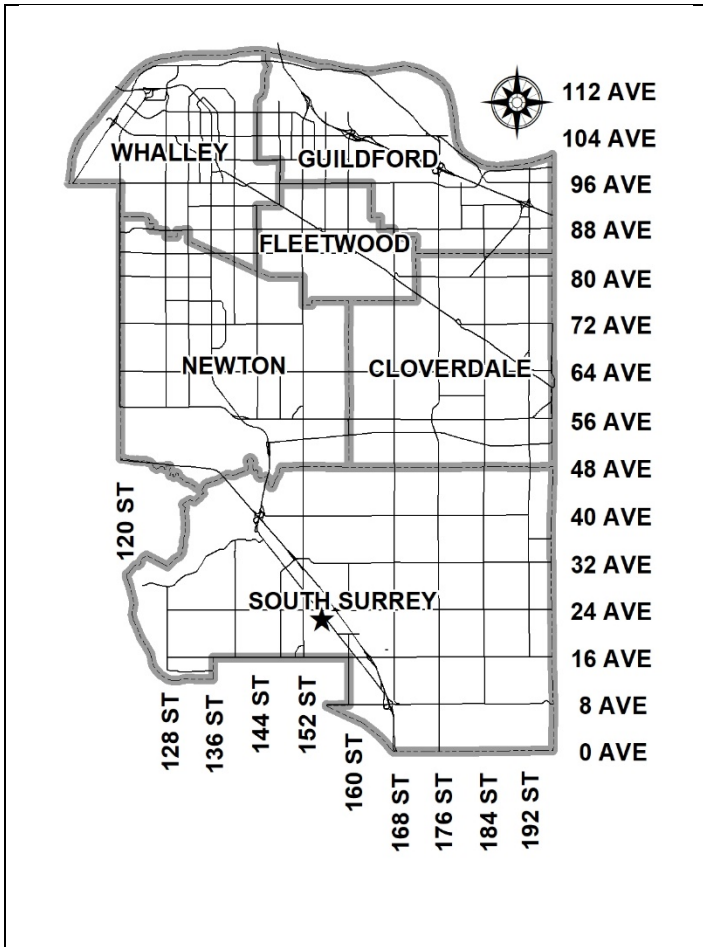 112 AVE
104 AVE
WHALLEY
GUILDFORD
96 AVE
88 AVE
FLEETWOOD
80 AVE
72 AVE
NEWTON
CLOVERDALE
64 AVE
56 AVE
48 AVE
120 ST
40 AVE
32 AVE
SOUTH SURREY
24 AVE
16 AVE
128 ST
136 ST
144 ST
152 ST
160 ST
8 AVE
0 AVE
168 ST
176 ST
184 ST
192 ST